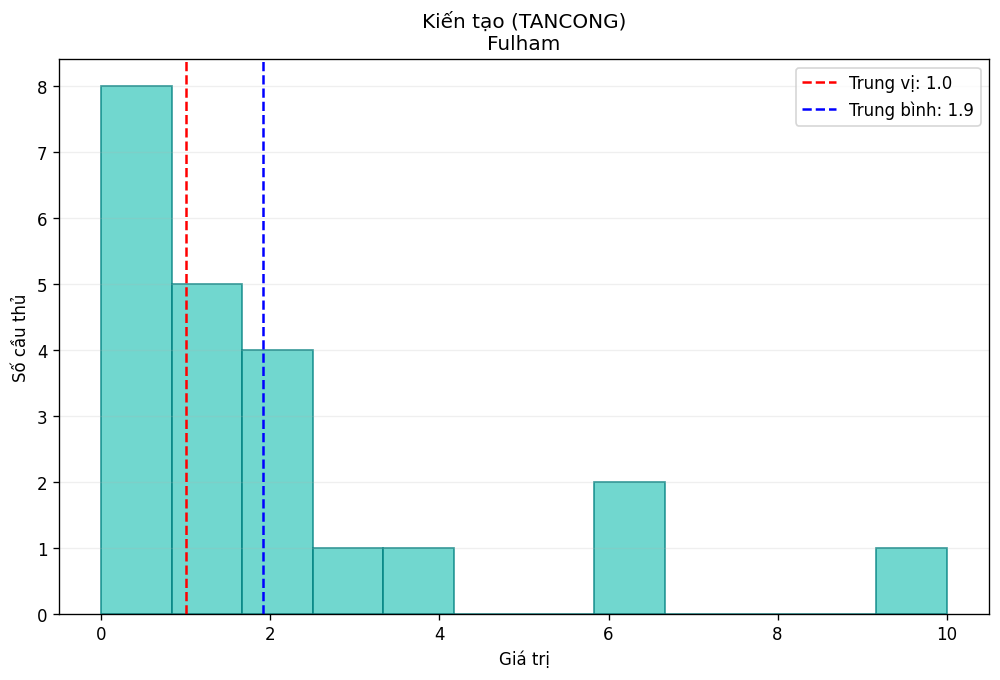 Kiến tạo (TANCONG)
Fulham
Trung vị: 1.0
Trung bình: 1.9
Số cầu thủ
8
7
6
5
4
3
2
1
0
0 2 4 6 8 10
Giá trị